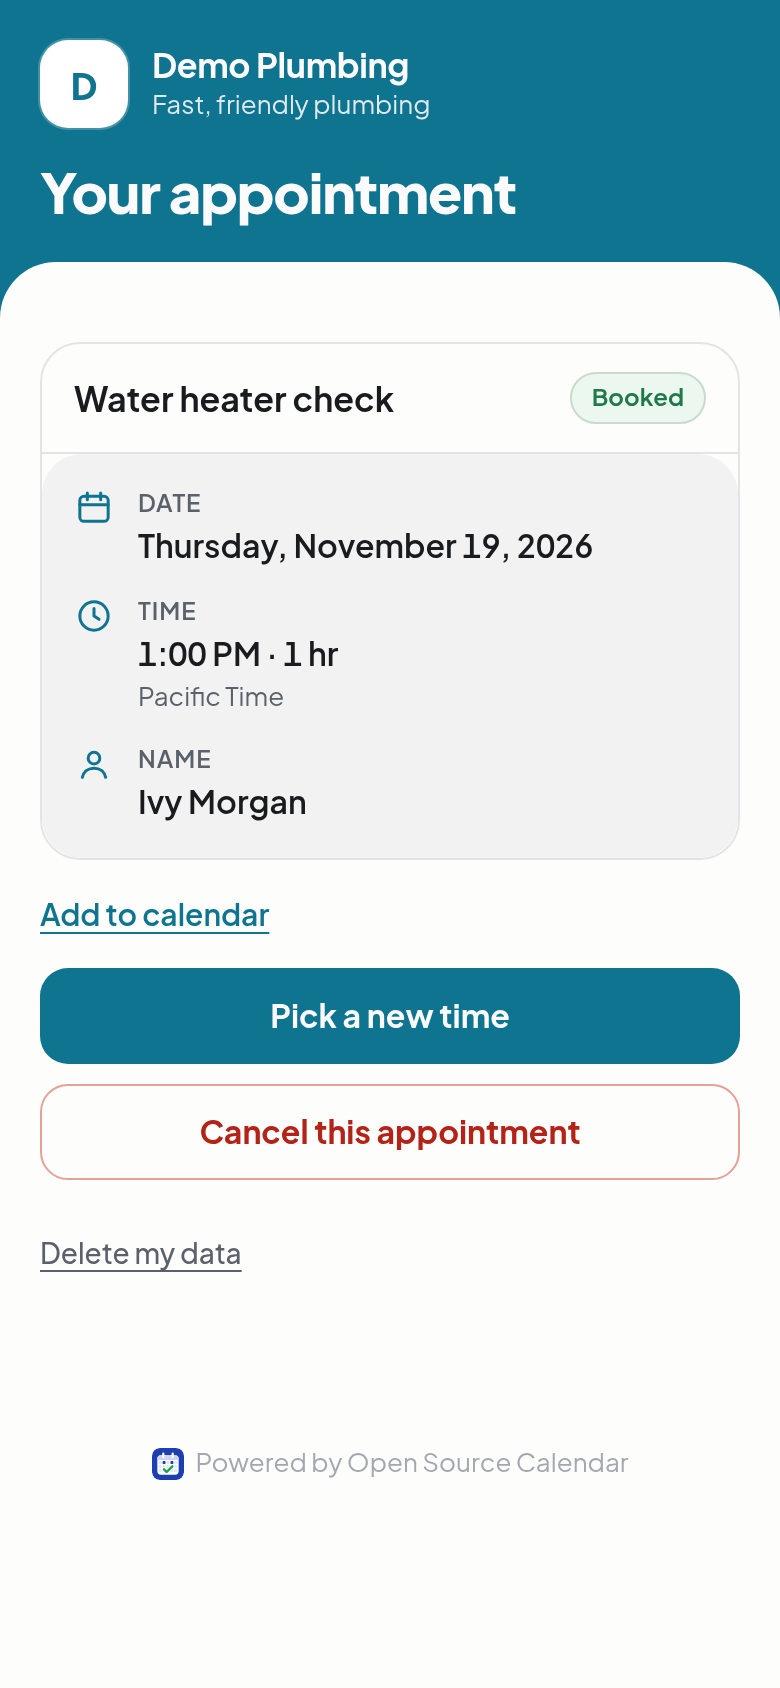 D
Demo Plumbing
Fast, friendly plumbing
Your appointment
Water heater check
Booked
DATE
Thursday, November 19, 2026
TIME
1:00 PM · 1 hr
Pacific Time
NAME
Ivy Morgan
Add to calendar
Pick a new time
Cancel this appointment
Delete my data
Powered by Open Source Calendar